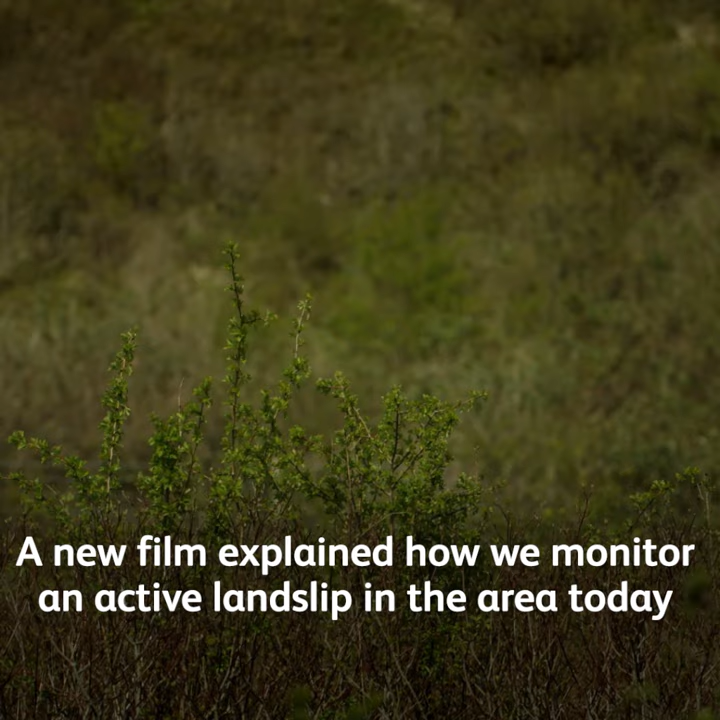 A new film explained how we monitor
an active landslip in the area today